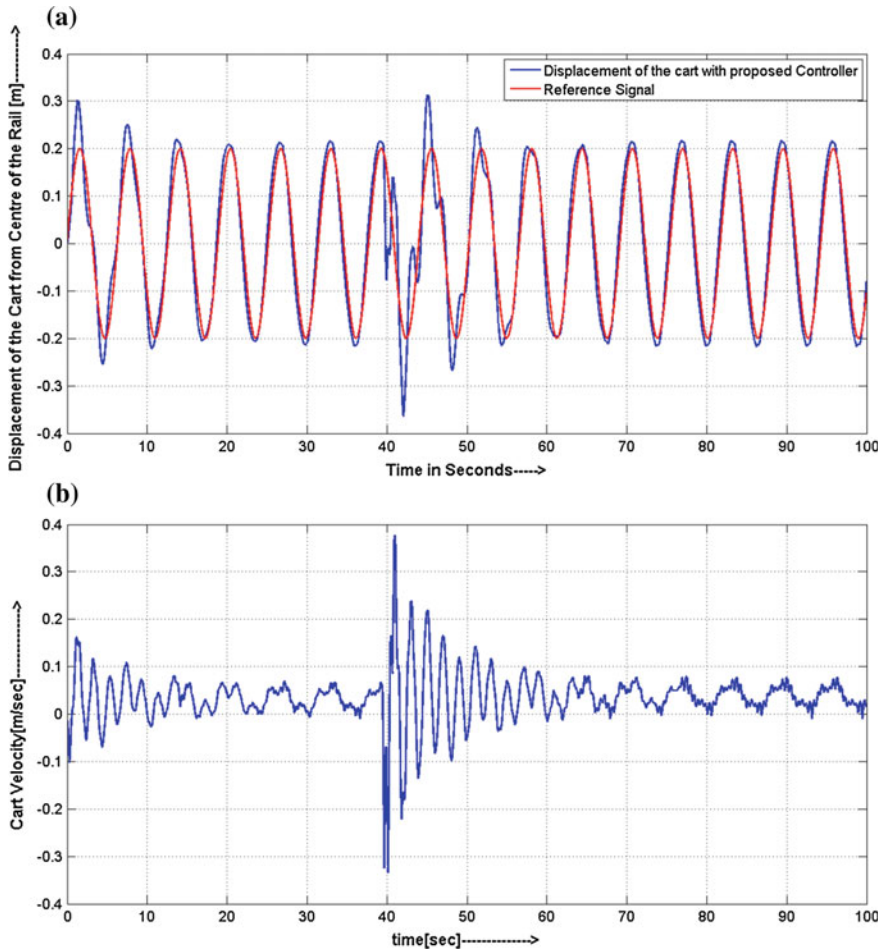 (a)
Displacement of the Cart from Centre of the Rail [m]------->
0.4
0.3
0.2
0.1
0
-0.1
-0.2
-0.3
-0.4
Displacement of the cart with proposed Controller
Reference Signal
0 10 20 30 40 50 60 70 80 90 100
Time in Seconds----->
(b)
Cart Velocity[m/sec]-------------->
0.4
0.3
0.2
0.1
0
-0.1
-0.2
-0.3
-0.4
0 10 20 30 40 50 60 70 80 90 100
time[sec]-------------->